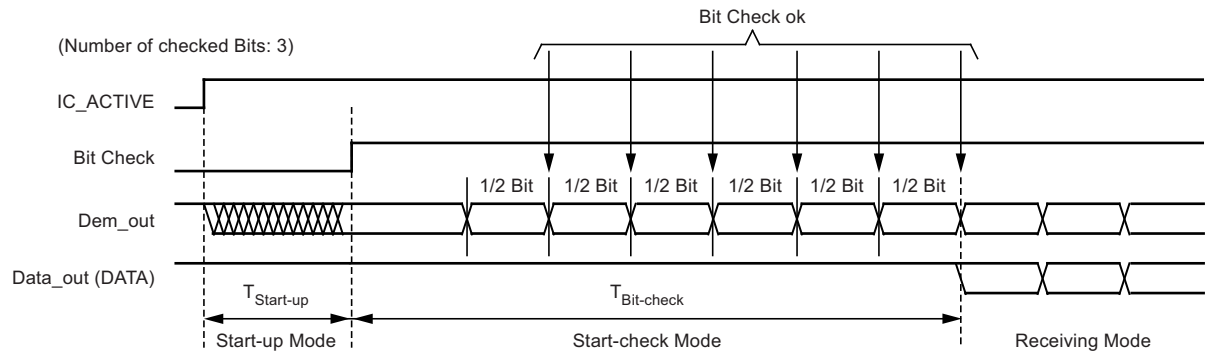 Bit Check ok
(Number of checked Bits: 3)
IC_ACTIVE
Bit Check
1/2 Bit 1/2 Bit 1/2 Bit 1/2 Bit 1/2 Bit 1/2 Bit
Dem_out
Data_out (DATA)
TStart-up TBit-check
Start-up Mode Start-check Mode Receiving Mode